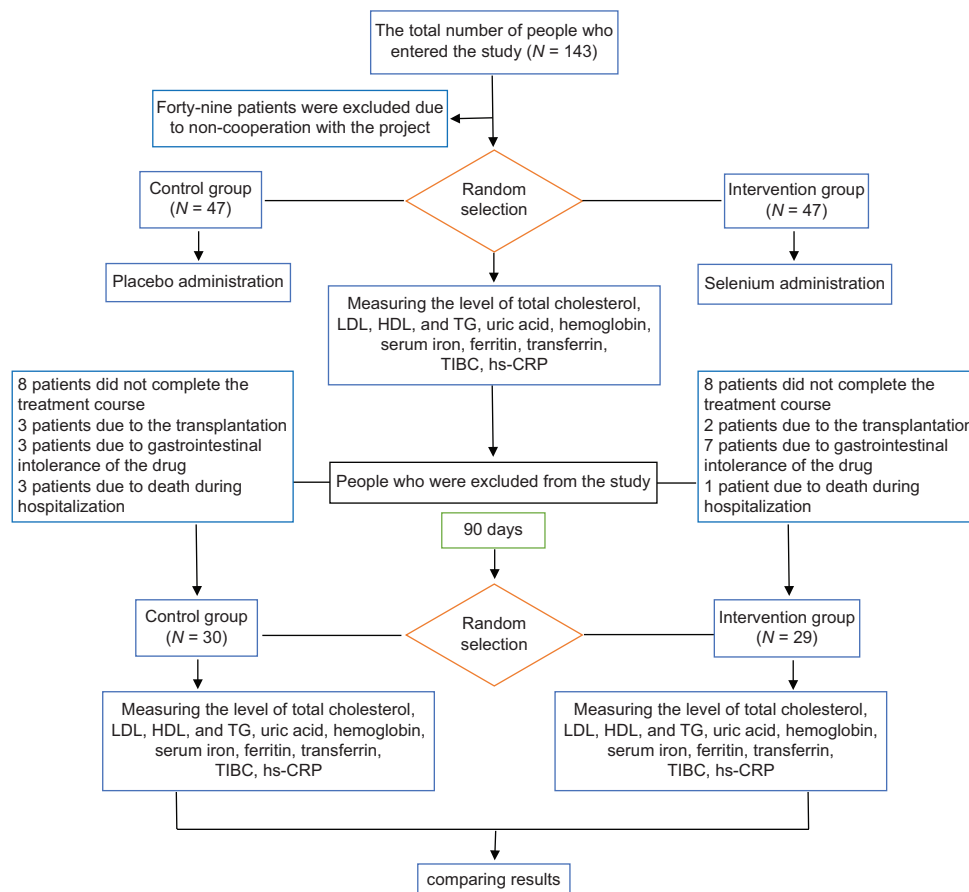 The total number of people who
entered the study (N = 143)
Forty-nine patients were excluded due
to non-cooperation with the project
Control group
(N = 47)
Random
selection
Intervention group
(N = 47)
Placebo administration
Selenium administration
Measuring the level of total cholesterol,
LDL, HDL, and TG, uric acid, hemoglobin,
serum iron, ferritin, transferrin,
TIBC, hs-CRP
8 patients did not complete the
treatment course
3 patients due to the transplantation
3 patients due to gastrointestinal
intolerance of the drug
3 patients due to death during
hospitalization
People who were excluded from the study
8 patients did not complete the
treatment course
2 patients due to the transplantation
7 patients due to gastrointestinal
intolerance of the drug
1 patient due to death during
hospitalization
90 days
Control group
(N = 30)
Random
selection
Intervention group
(N = 29)
Measuring the level of total cholesterol,
LDL, HDL, and TG, uric acid, hemoglobin,
serum iron, ferritin, transferrin,
TIBC, hs-CRP
Measuring the level of total cholesterol,
LDL, HDL, and TG, uric acid, hemoglobin,
serum iron, ferritin, transferrin,
TIBC, hs-CRP
comparing results